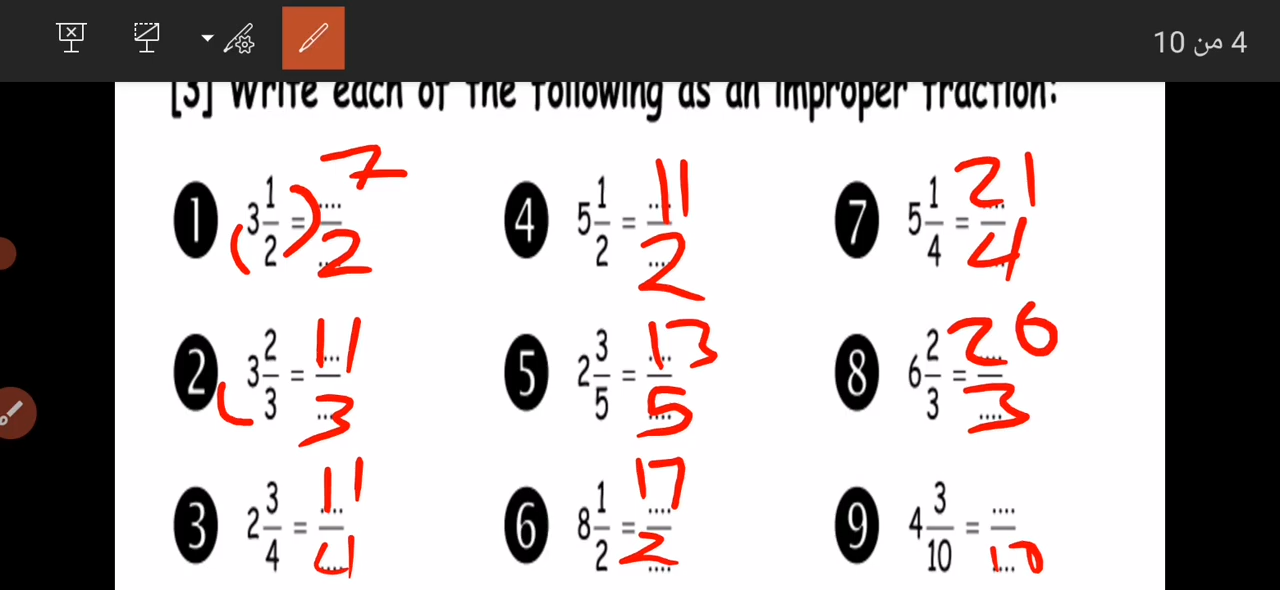 4 من 10
[3] Write each of the following as an improper fraction:
1 3 1/2 = 7/2
2 3 2/3 = 11/3
3 2 3/4 = 11/4
4 5 1/2 = 11/2
5 2 3/5 = 13/5
6 8 1/2 = 17/2
7 5 1/4 = 21/4
8 6 2/3 = 20/3
9 4 3/10 = ..../10